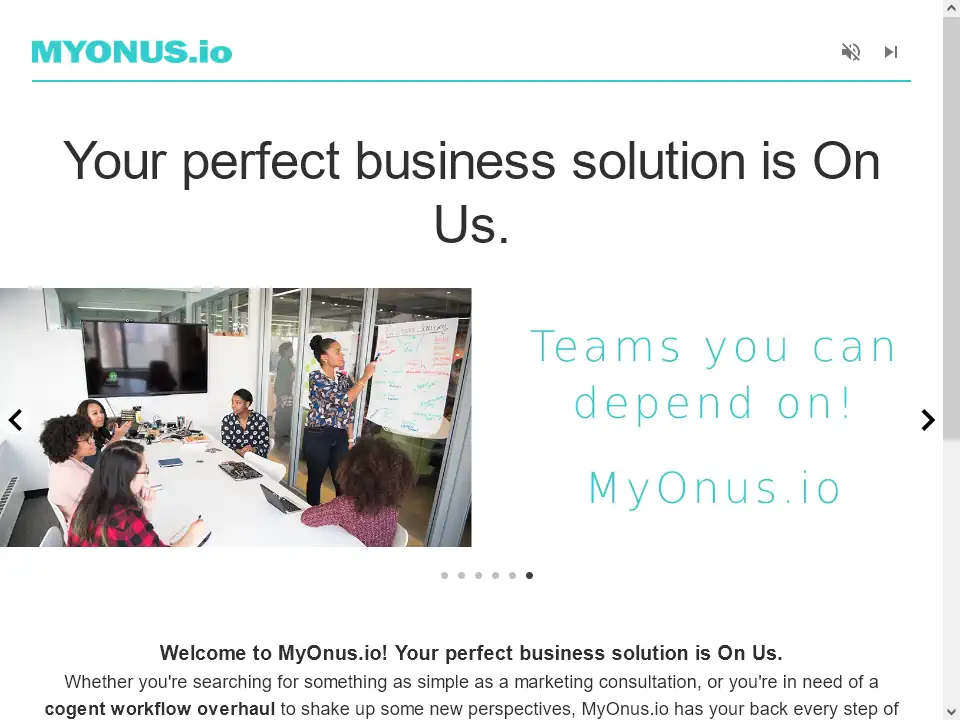 MYONUS.io
Your perfect business solution is On
Us.
Teams you can
depend on!
MyOnus.io
Welcome to MyOnus.io! Your perfect business solution is On Us.
Whether you're searching for something as simple as a marketing consultation, or you're in need of a
cogent workflow overhaul to shake up some new perspectives, MyOnus.io has your back every step of